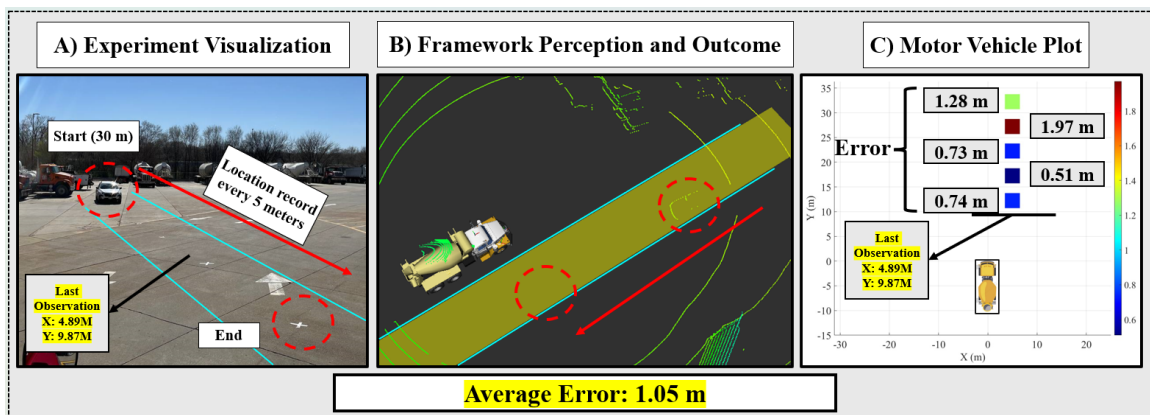 A) Experiment Visualization
B) Framework Perception and Outcome
C) Motor Vehicle Plot
Start (30 m)
Location record
every 5 meters
Last
Observation
X: 4.89M
Y: 9.87M
End
35
30
25
20
15
10
5
0
-5
-10
-15
Y (m)
-30
-20
-10
0
10
20
X (m)
Error
1.28 m
1.97 m
0.73 m
0.51 m
0.74 m
Last
Observation
X: 4.89M
Y: 9.87M
1.8
1.6
1.4
1.2
1
0.8
0.6
Average Error: 1.05 m